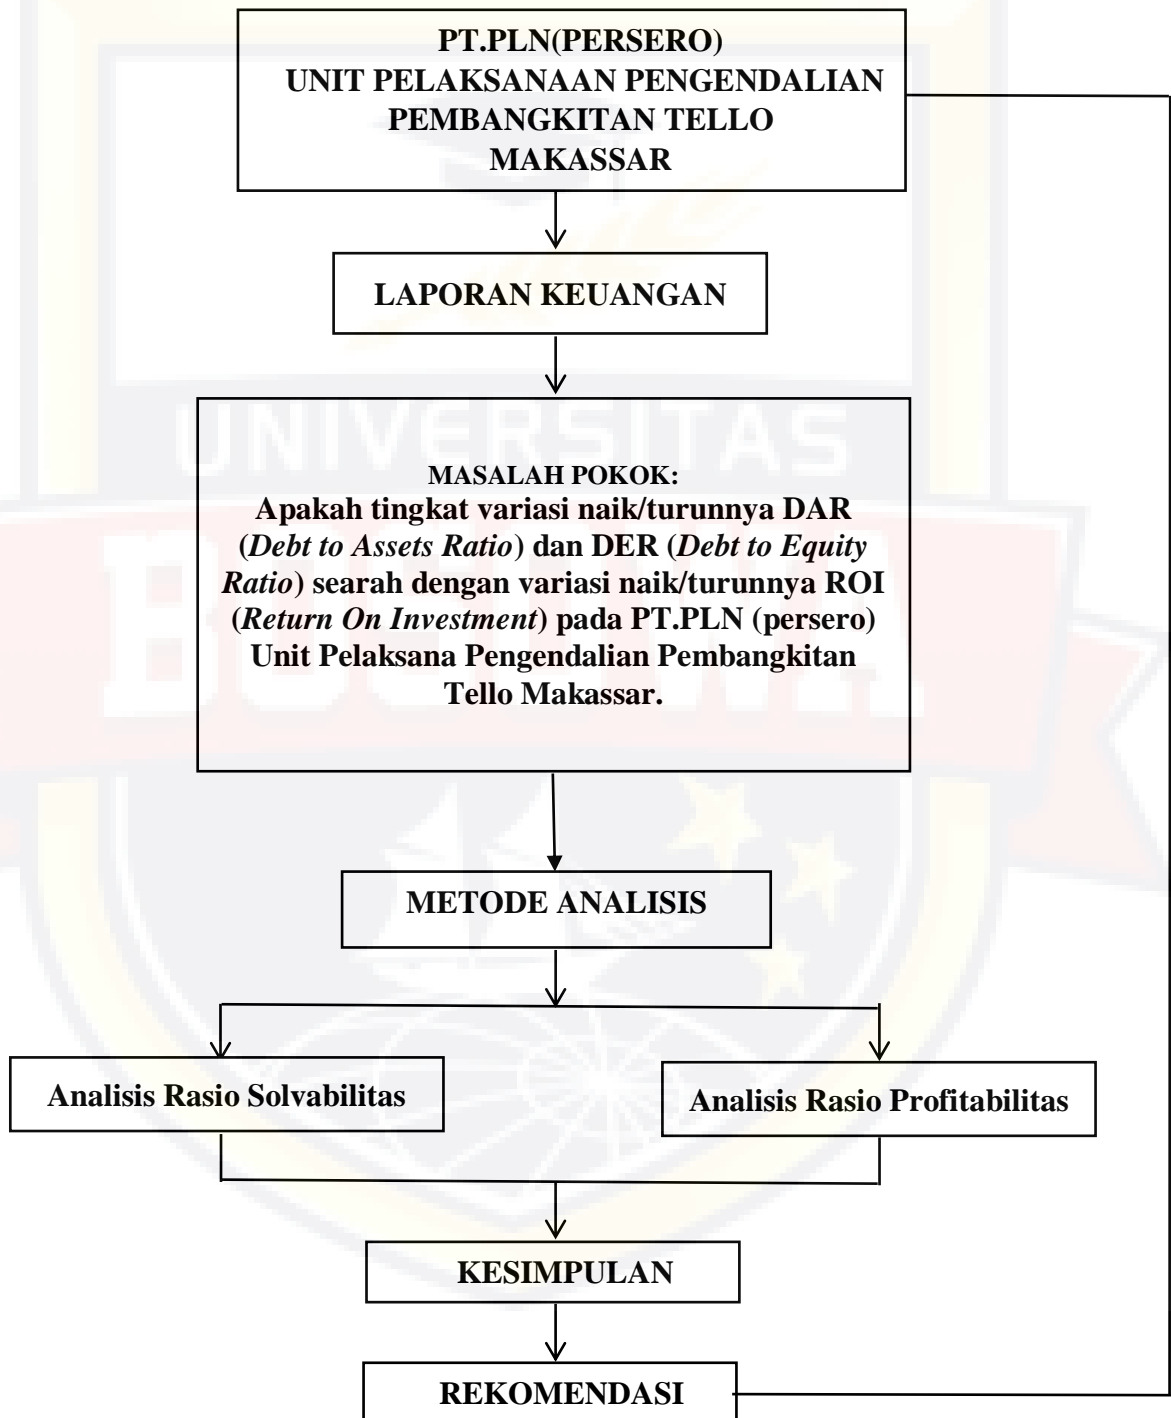 PT.PLN(PERSERO)
UNIT PELAKSANAAN PENGENDALIAN
PEMBANGKITAN TELLO
MAKASSAR
LAPORAN KEUANGAN
UNIVERSITAS
BOSOWA
MASALAH POKOK:
Apakah tingkat variasi naik/turunnya DAR
(Debt to Assets Ratio) dan DER (Debt to Equity
Ratio) searah dengan variasi naik/turunnya ROI
(Return On Investment) pada PT.PLN (persero)
Unit Pelaksana Pengendalian Pembangkitan
Tello Makassar.
METODE ANALISIS
Analisis Rasio Solvabilitas
Analisis Rasio Profitabilitas
KESIMPULAN
REKOMENDASI